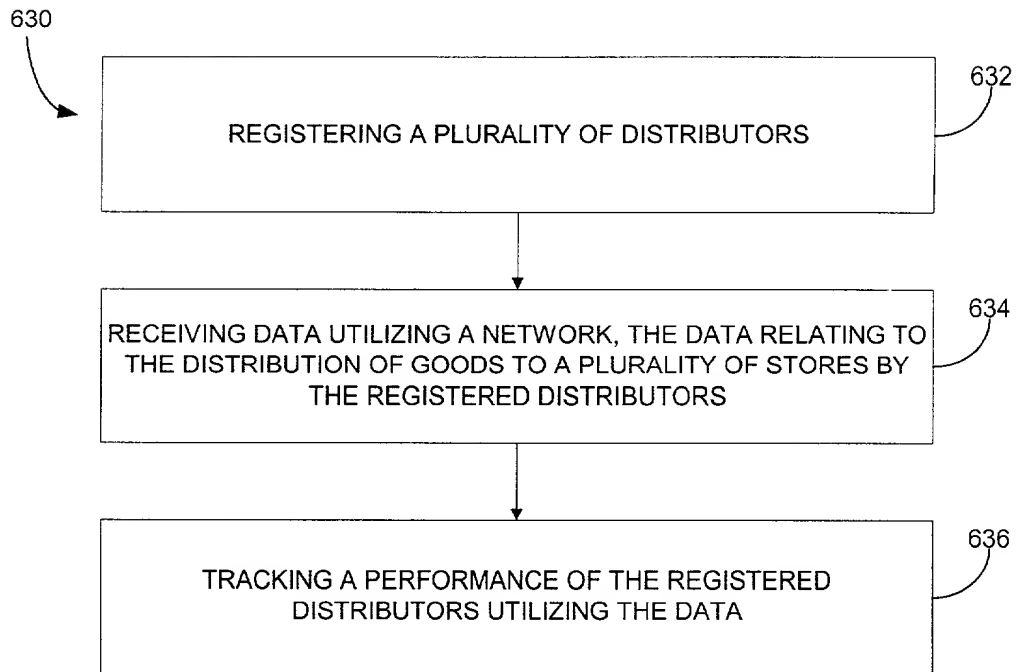 630
632
REGISTERING A PLURALITY OF DISTRIBUTORS
634
RECEIVING DATA UTILIZING A NETWORK, THE DATA RELATING TO
THE DISTRIBUTION OF GOODS TO A PLURALITY OF STORES BY
THE REGISTERED DISTRIBUTORS
636
TRACKING A PERFORMANCE OF THE REGISTERED
DISTRIBUTORS UTILIZING THE DATA